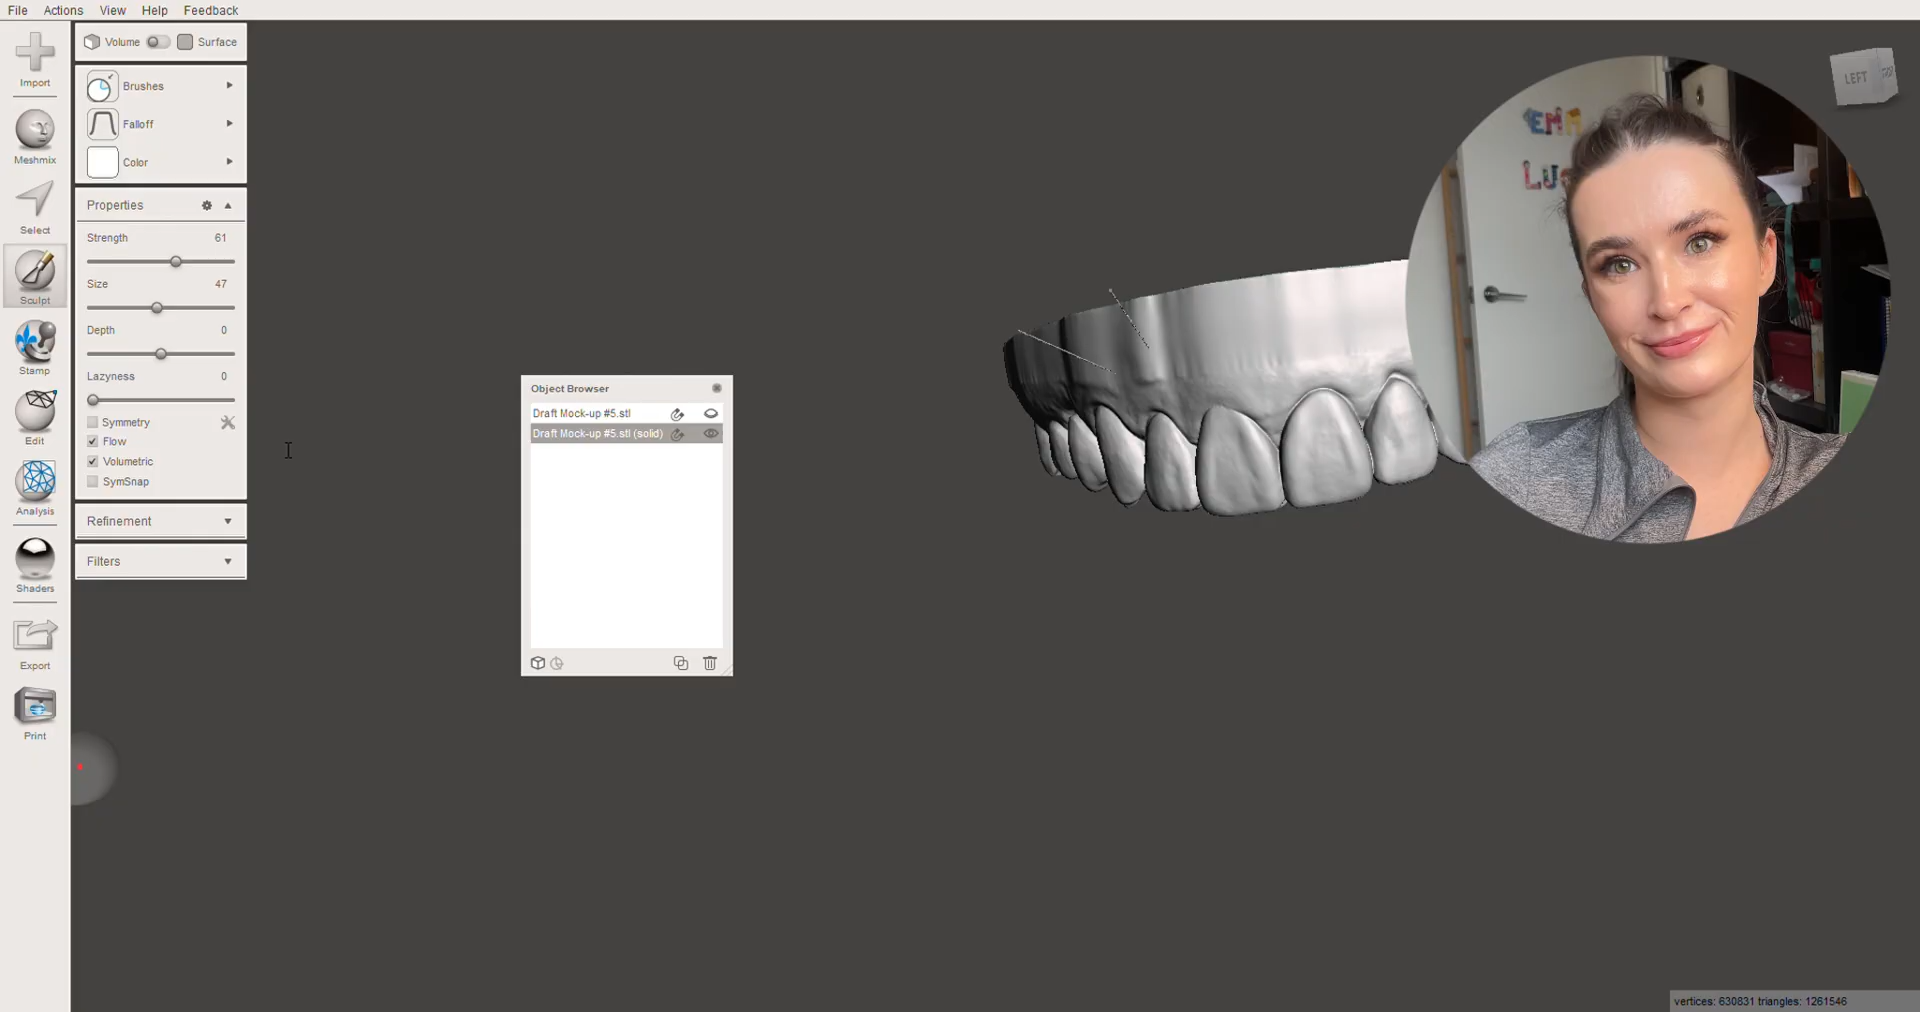 File Actions View Help Feedback
Import
Meshmix
Select
Sculpt
Stamp
Edit
Analysis
Shaders
Export
Print
Volume Surface
Brushes
Falloff
Color
Properties
Strength 61
Size 47
Depth 0
Lazyness 0
Symmetry
Flow
Volumetric
SymSnap
Refinement
Filters
Object Browser
Draft Mock-up #5.stl
Draft Mock-up #5.stl (solid)
EMMA
LEFT
vertices: 630831 triangles: 1261546